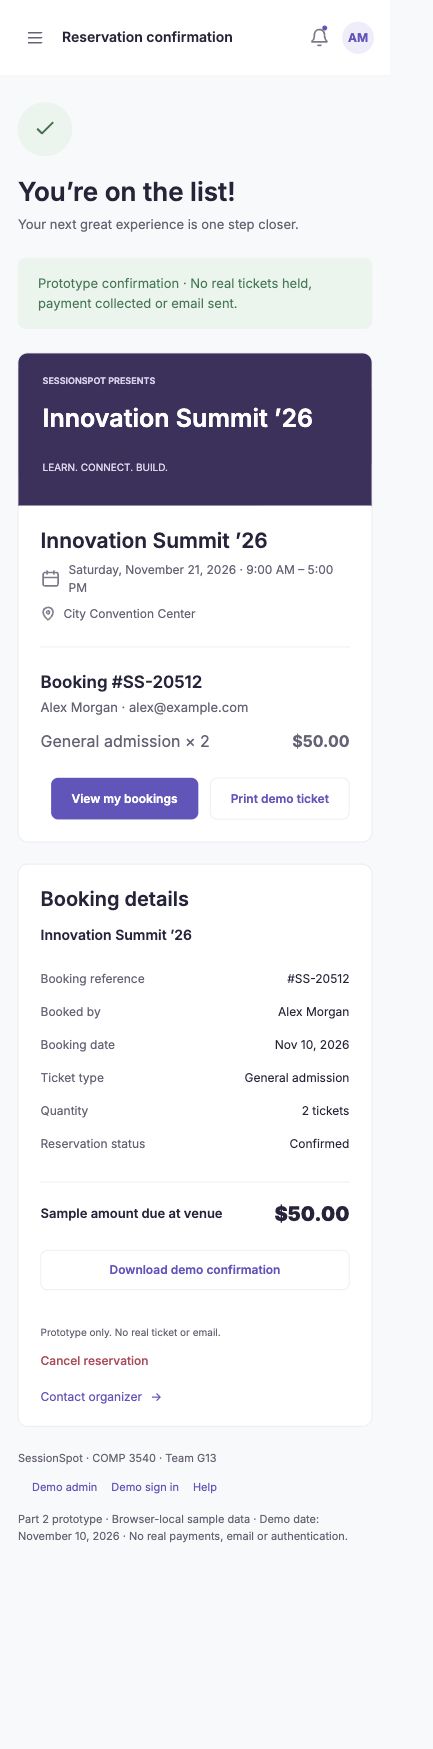 Reservation confirmation
AM
You’re on the list!
Your next great experience is one step closer.
Prototype confirmation · No real tickets held,
payment collected or email sent.
SESSIONSPOT PRESENTS
Innovation Summit ’26
LEARN. CONNECT. BUILD.
Innovation Summit ’26
Saturday, November 21, 2026 · 9:00 AM – 5:00
PM
City Convention Center
Booking #SS-20512
Alex Morgan · alex@example.com
General admission × 2 $50.00
View my bookings Print demo ticket
Booking details
Innovation Summit ’26
Booking reference #SS-20512
Booked by Alex Morgan
Booking date Nov 10, 2026
Ticket type General admission
Quantity 2 tickets
Reservation status Confirmed
Sample amount due at venue $50.00
Download demo confirmation
Prototype only. No real ticket or email.
Cancel reservation
Contact organizer →
SessionSpot · COMP 3540 · Team G13
Demo admin Demo sign in Help
Part 2 prototype · Browser-local sample data · Demo date:
November 10, 2026 · No real payments, email or authentication.